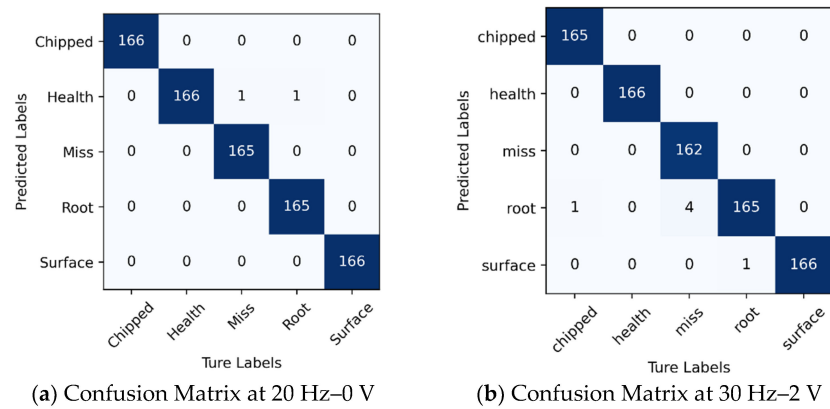 Chipped 166 0 0 0 0
Health 0 166 1 1 0
Miss 0 0 165 0 0
Root 0 0 0 165 0
Surface 0 0 0 0 166
Predicted Labels
Chipped Health Miss Root Surface
Ture Labels
(a) Confusion Matrix at 20 Hz–0 V
chipped 165 0 0 0 0
health 0 166 0 0 0
miss 0 0 162 0 0
root 1 0 4 165 0
surface 0 0 0 1 166
Predicted Labels
chipped health miss root surface
Ture Labels
(b) Confusion Matrix at 30 Hz–2 V